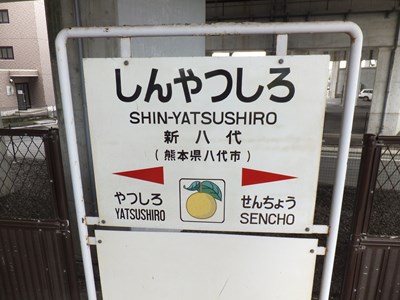 しんやつしろ
SHIN-YATSUSHIRO
新八代
(熊本県八代市)
やつしろ せんちょう
YATSUSHIRO SENCHO